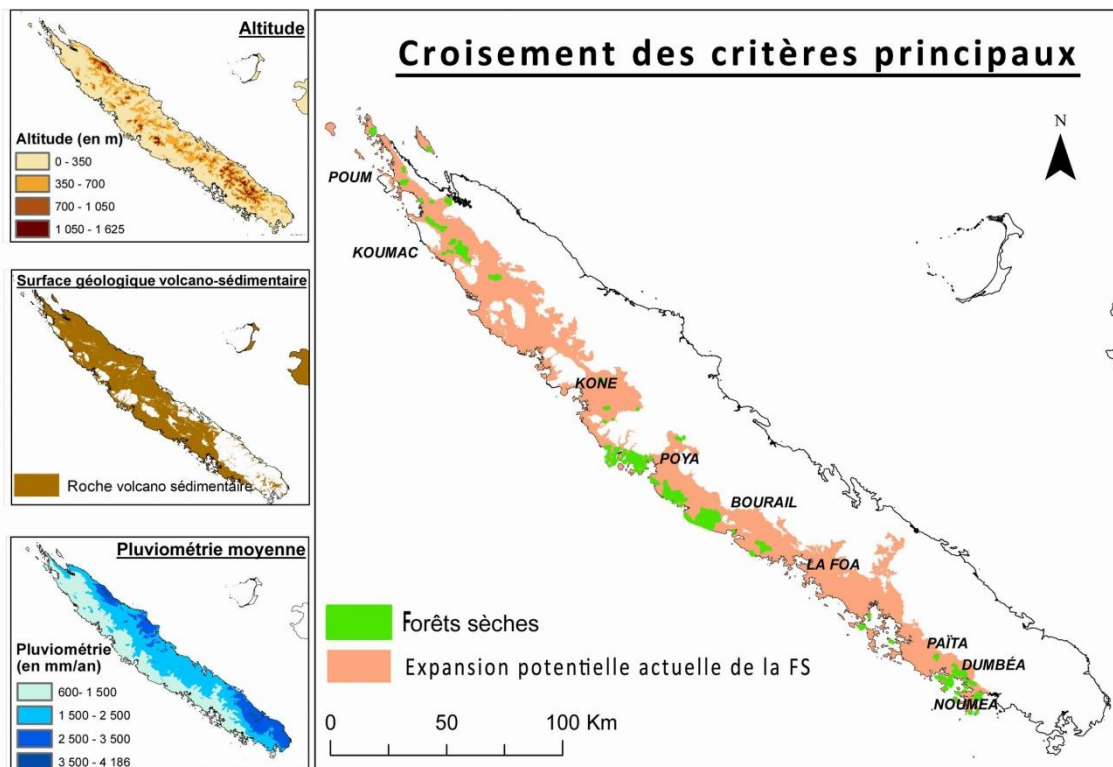 Altitude
Altitude (en m)
0 - 350
350 - 700
700 - 1 050
1 050 - 1 625
Surface géologique volcano-sédimentaire
Roche volcano sédimentaire
Pluviométrie moyenne
Pluviométrie
(en mm/an)
600- 1 500
1 500 - 2 500
2 500 - 3 500
3 500 - 4 186
Croisement des critères principaux
N
POUM
KOUMAC
KONE
POYA
BOURAIL
LA FOA
PAÏTA
DUMBÉA
NOUMEA
Forêts sèches
Expansion potentielle actuelle de la FS
0 50 100 Km